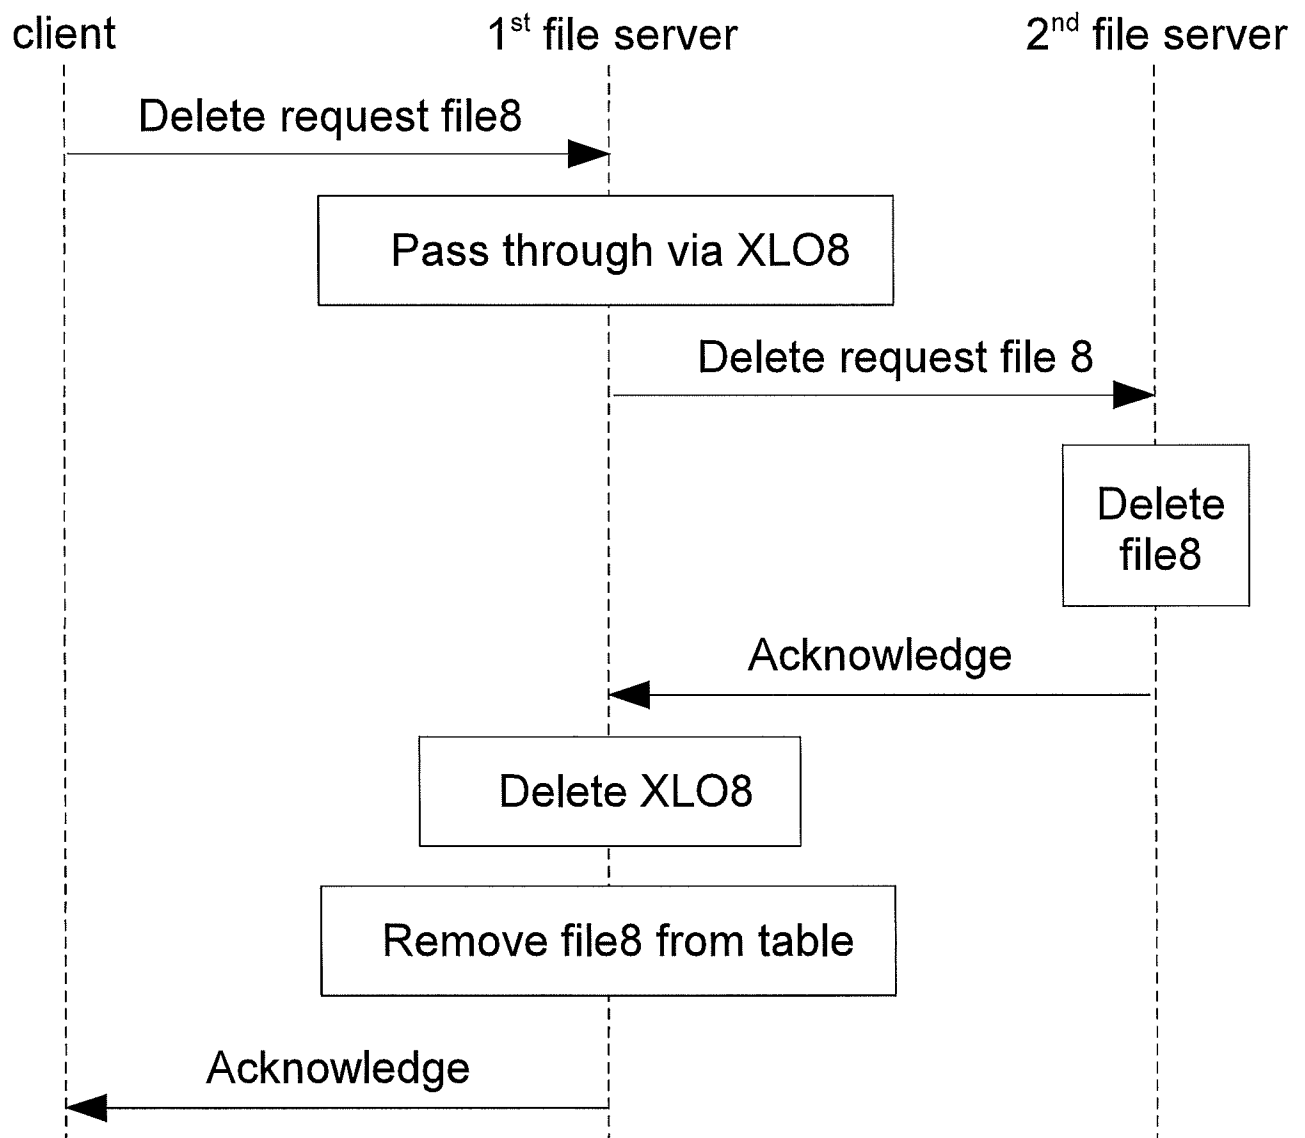 client 1st file server 2nd file server
Delete request file8
Pass through via XLO8
Delete request file 8
Delete
file8
Acknowledge
Delete XLO8
Remove file8 from table
Acknowledge